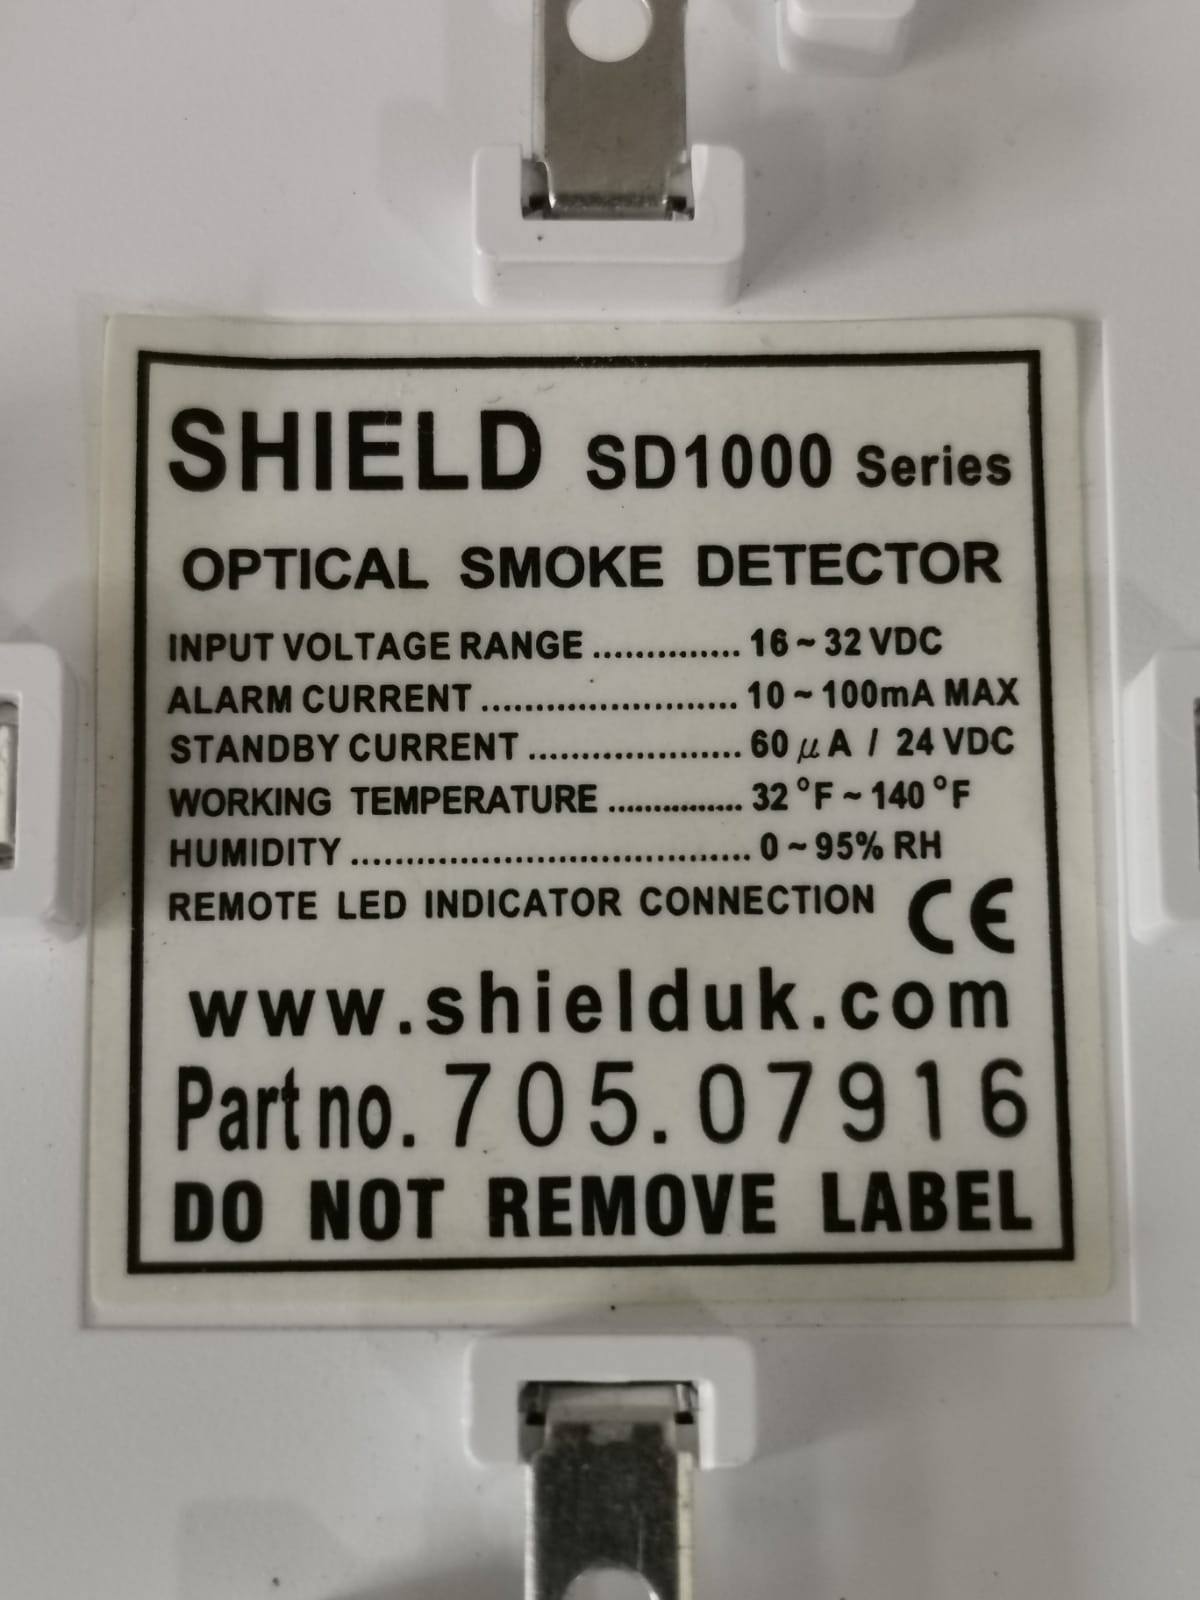 SHIELD SD1000 Series
OPTICAL SMOKE DETECTOR
INPUT VOLTAGE RANGE .............. 16 ~ 32 VDC
ALARM CURRENT ........................ 10 ~ 100mA MAX
STANDBY CURRENT .................... 60 μA / 24 VDC
WORKING TEMPERATURE ............... 32 °F ~ 140 °F
HUMIDITY ..................................... 0 ~ 95% RH
REMOTE LED INDICATOR CONNECTION CE
www.shielduk.com
Part no. 705.07916
DO NOT REMOVE LABEL